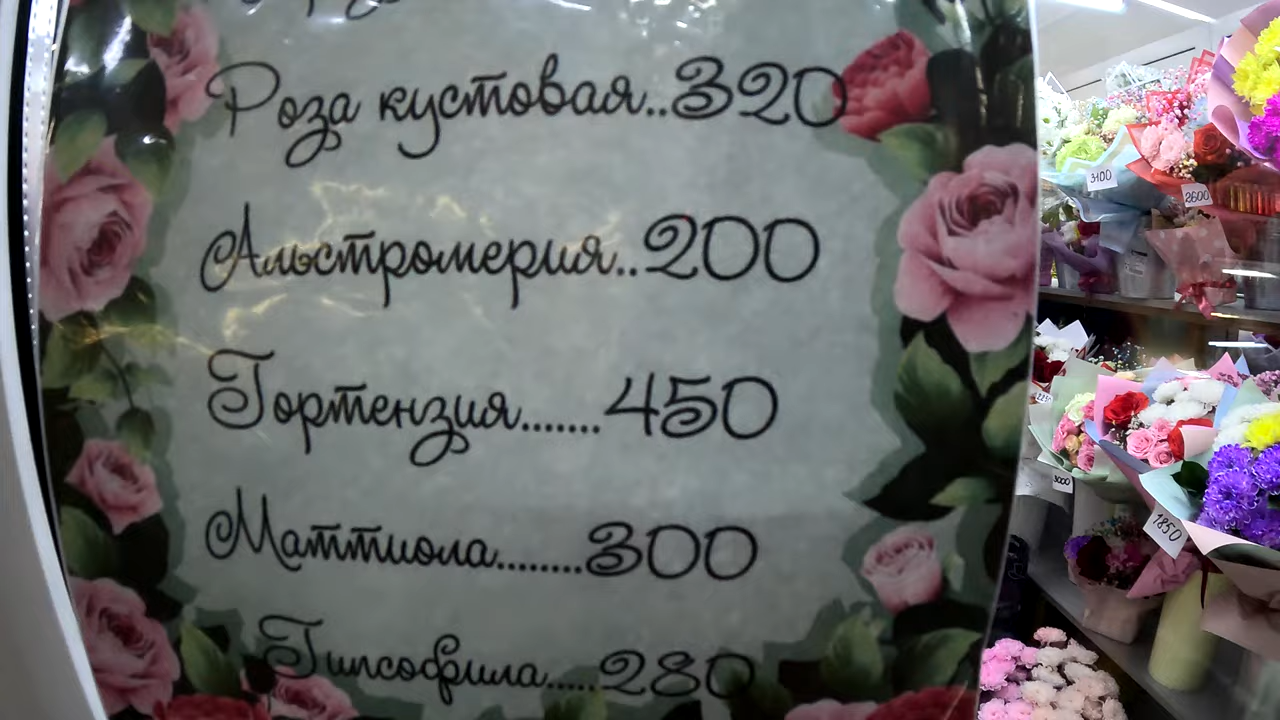 Роза кустовая..320
Альстромерия..200
Гортензия.......450
Маттиола........300
Гипсофила.....280
3100
2600
3000
1850